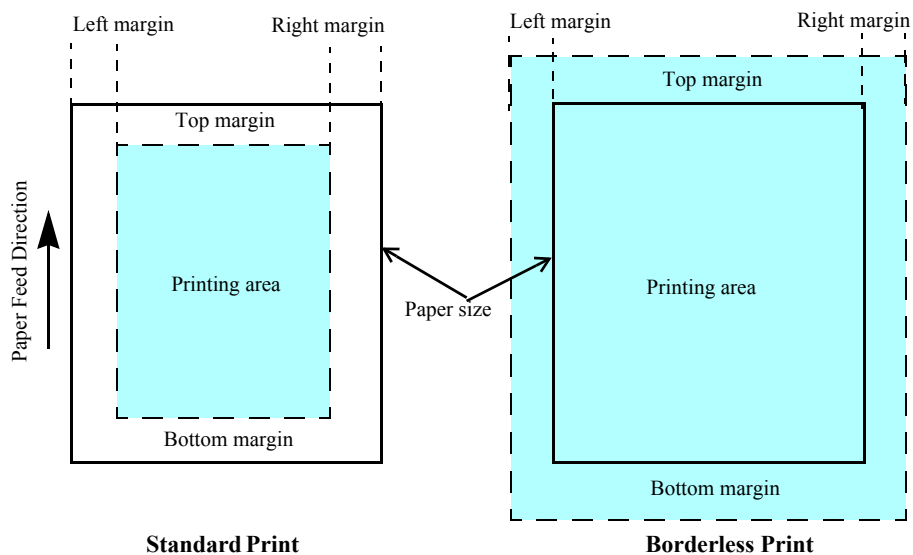 Left margin
Right margin
Top margin
Paper Feed Direction
Printing area
Bottom margin
Standard Print
Paper size
Left margin
Right margin
Top margin
Printing area
Bottom margin
Borderless Print